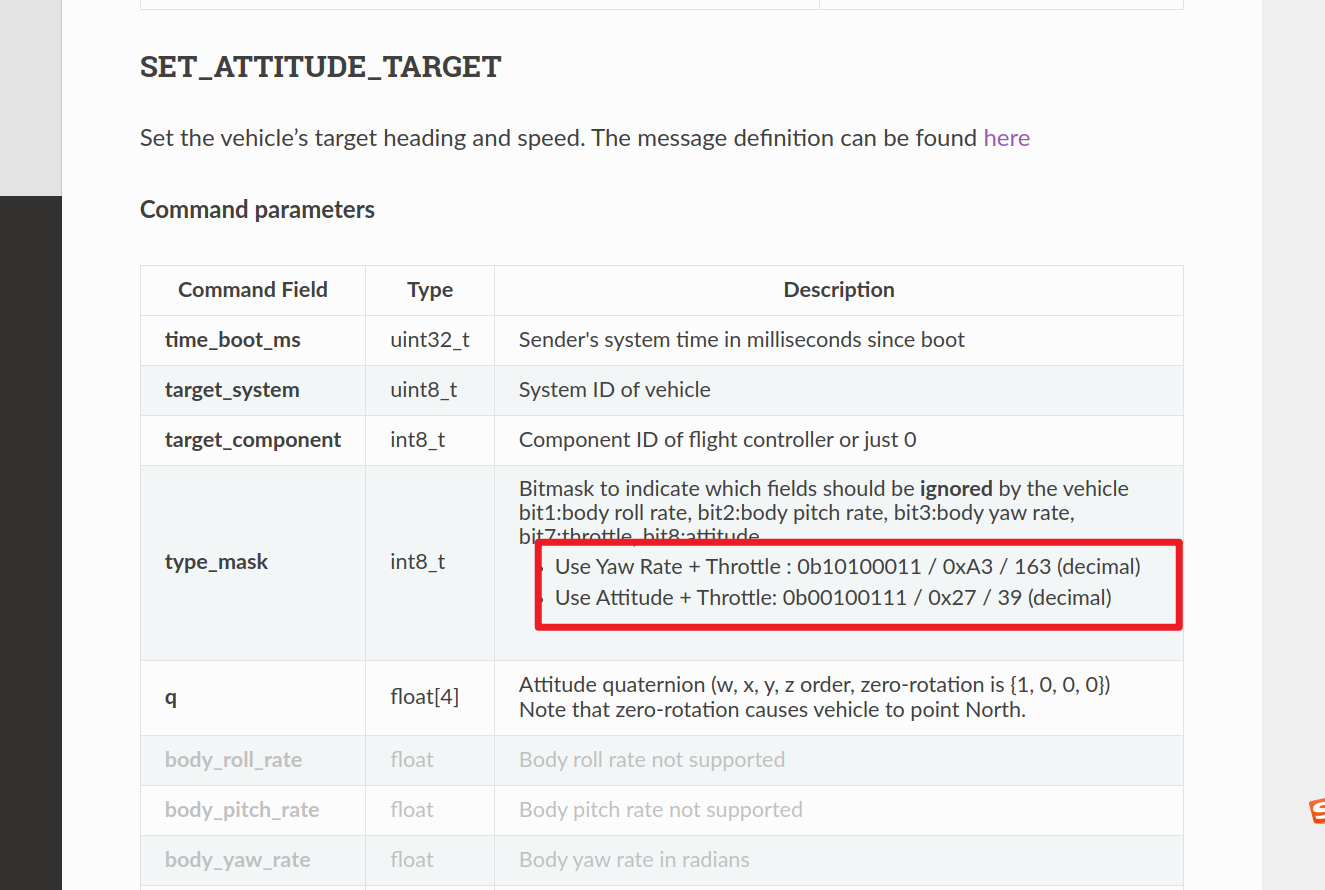 SET_ATTITUDE_TARGET
Set the vehicle’s target heading and speed. The message definition can be found here
Command parameters
Command Field Type Description
time_boot_ms uint32_t Sender's system time in milliseconds since boot
target_system uint8_t System ID of vehicle
target_component int8_t Component ID of flight controller or just 0
type_mask int8_t Bitmask to indicate which fields should be ignored by the vehicle
bit1:body roll rate, bit2:body pitch rate, bit3:body yaw rate,
bit7:throttle, bit8:attitude
• Use Yaw Rate + Throttle : 0b10100011 / 0xA3 / 163 (decimal)
• Use Attitude + Throttle: 0b00100111 / 0x27 / 39 (decimal)
q float[4] Attitude quaternion (w, x, y, z order, zero-rotation is {1, 0, 0, 0})
Note that zero-rotation causes vehicle to point North.
body_roll_rate float Body roll rate not supported
body_pitch_rate float Body pitch rate not supported
body_yaw_rate float Body yaw rate in radians